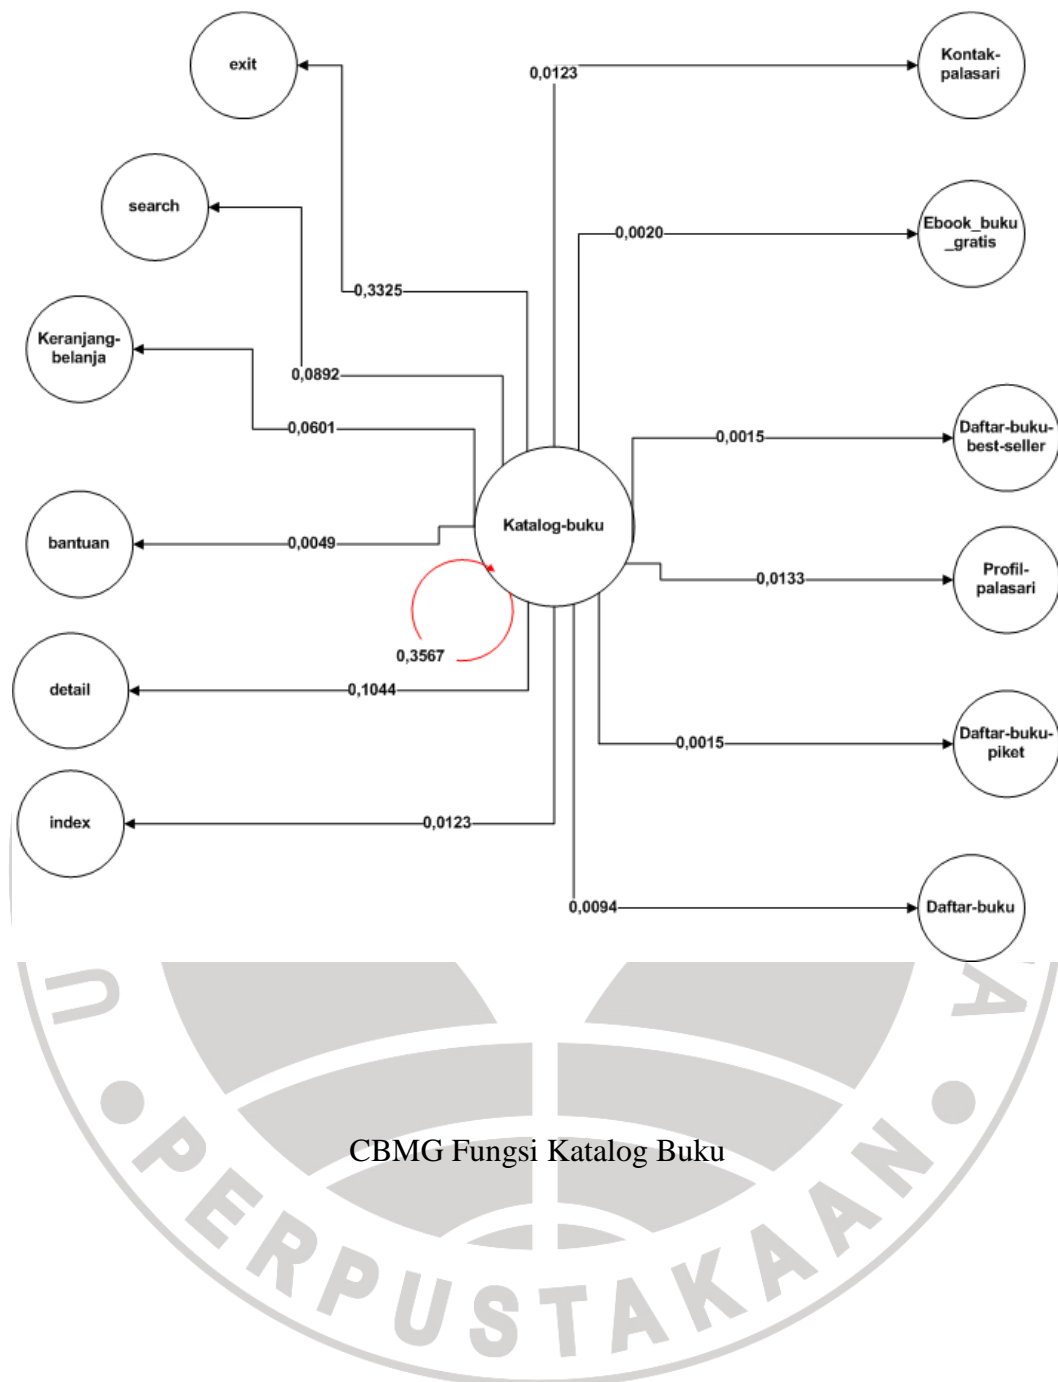 exit
Kontak-
palasari
0,0123
search
Ebook_buku
_gratis
0,0020
0,3325
Keranjang-
belanja
0,0892
0,0601
Daftar-buku-
best-seller
0,0015
Katalog-buku
bantuan
0,0049
Profil-
palasari
0,0133
0,3567
detail
0,1044
Daftar-buku-
piket
0,0015
index
0,0123
Daftar-buku
0,0094
U
A
CBMG Fungsi Katalog Buku
PERPUSTAKAAN